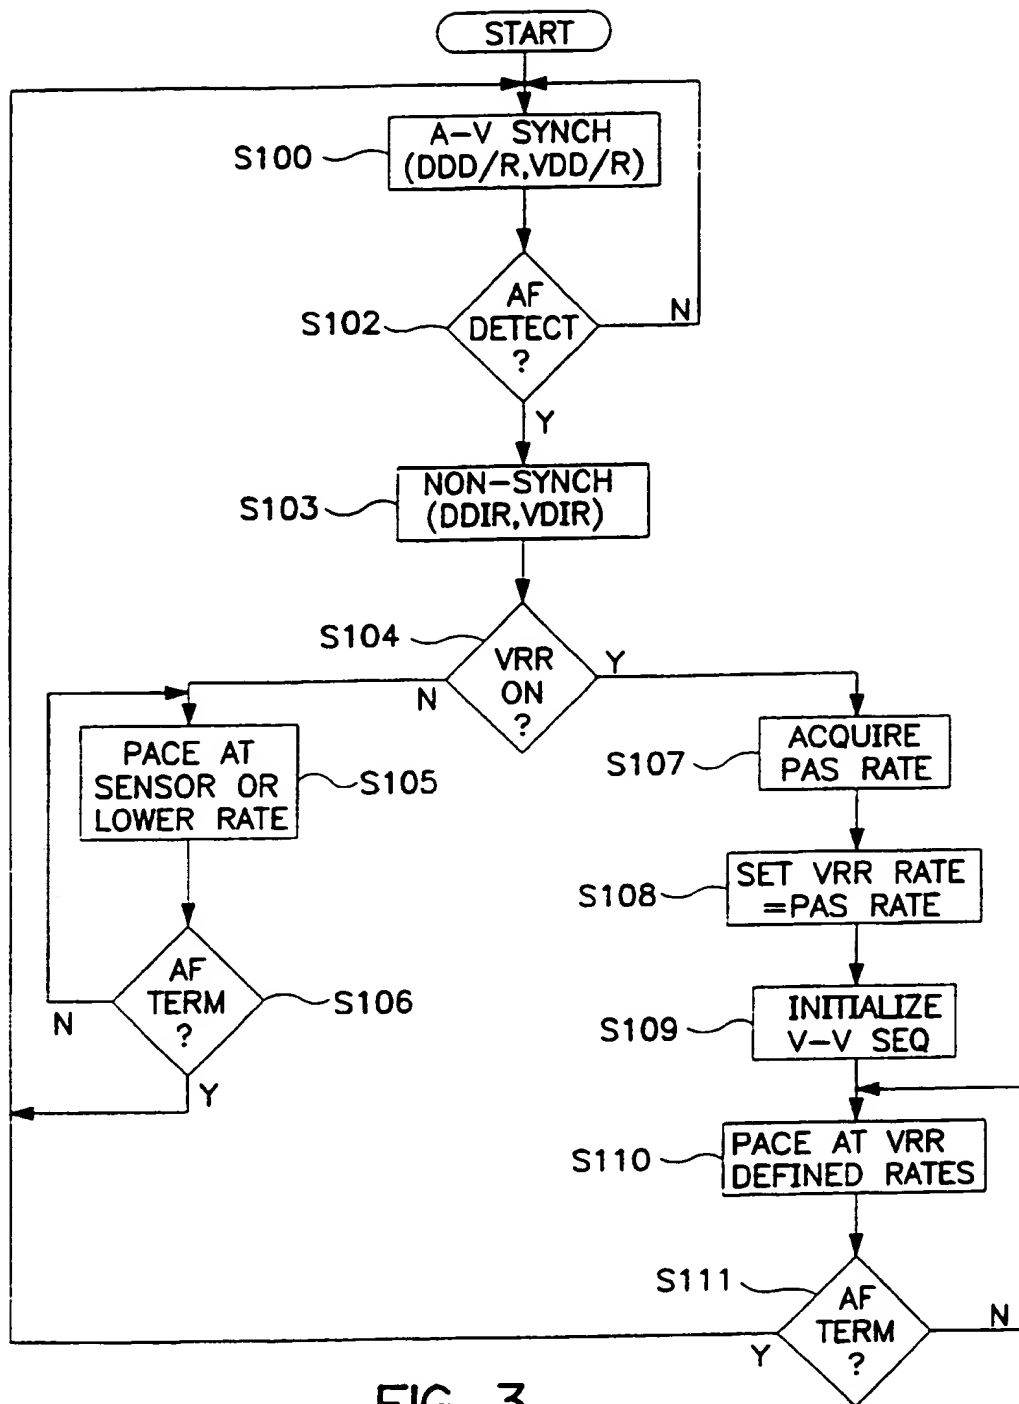 START
A-V SYNCH
(DDD/R,VDD/R)
S100
AF
DETECT
?
S102
N
Y
NON-SYNCH
(DDIR,VDIR)
S103
S104
VRR
ON
?
N
Y
PACE AT
SENSOR OR
LOWER RATE
S105
AF
TERM
?
S106
N
Y
ACQUIRE
PAS RATE
S107
SET VRR RATE
=PAS RATE
S108
INITIALIZE
V-V SEQ
S109
PACE AT VRR
DEFINED RATES
S110
S111
AF
TERM
?
N
Y
FIG. 3